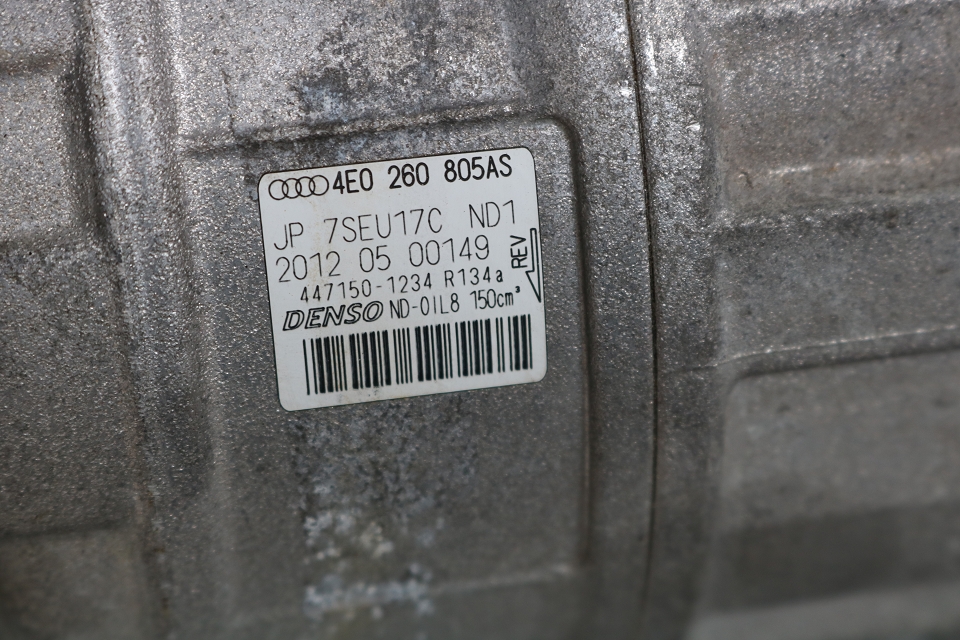 4E0 260 805AS
JP 7SEU17C ND1
2012 05 00149
447150-1234 R134a
DENSO ND-OIL8 150cm³
REV